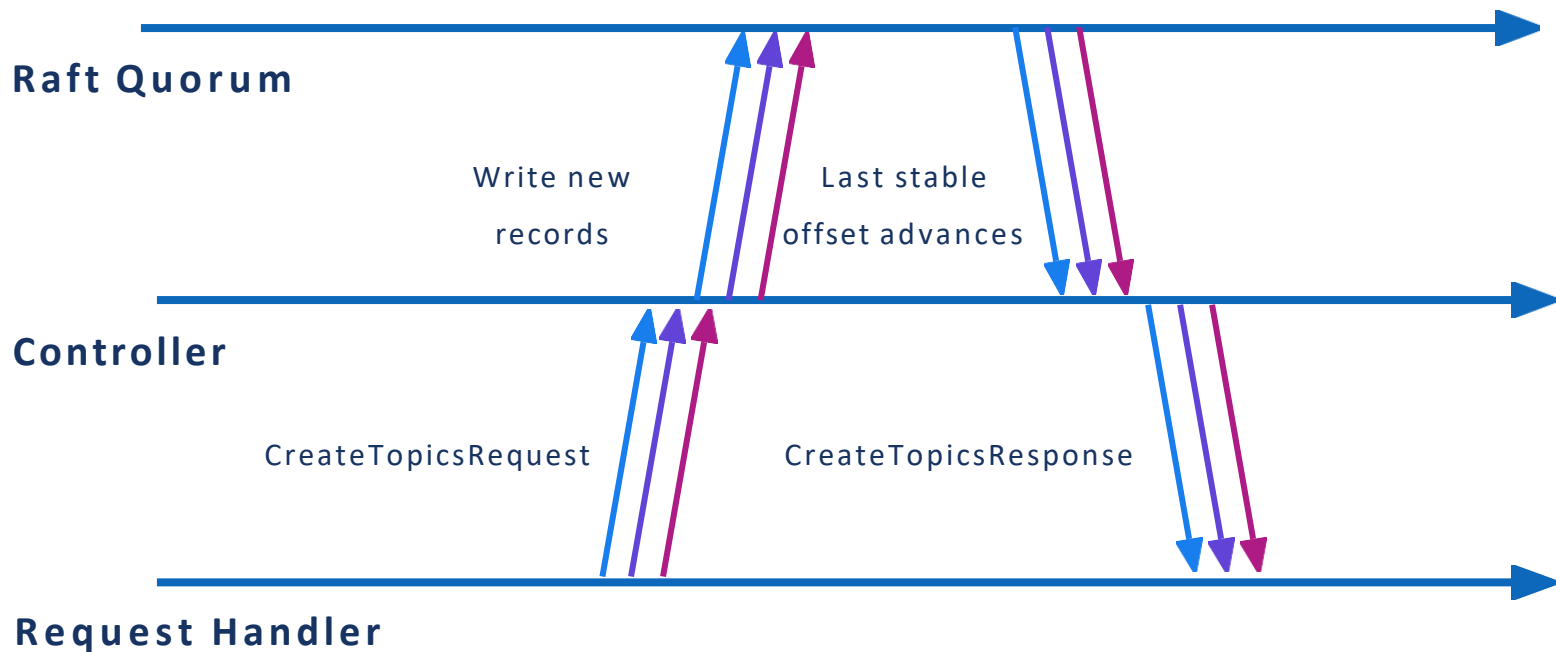 Raft Quorum
Write new
records
Last stable
offset advances
Controller
CreateTopicsRequest
CreateTopicsResponse
Request Handler